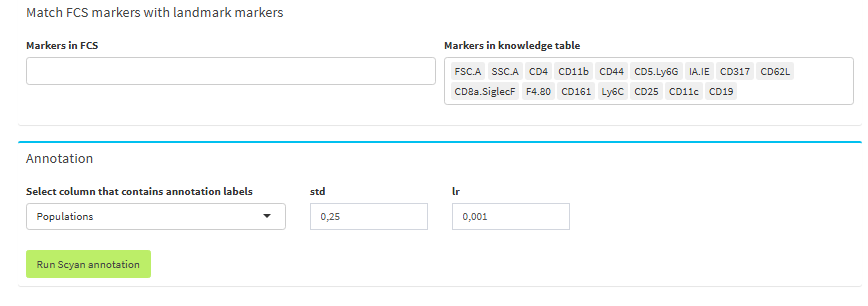 Match FCS markers with landmark markers
Markers in FCS
Markers in knowledge table
FSC.A SSC.A CD4 CD11b CD44 CD5.Ly6G IA.IE CD317 CD62L
CD8a.SiglecF F4.80 CD161 Ly6C CD25 CD11c CD19
Annotation
Select column that contains annotation labels
std
lr
Populations
0,25
0,001
Run Scyan annotation